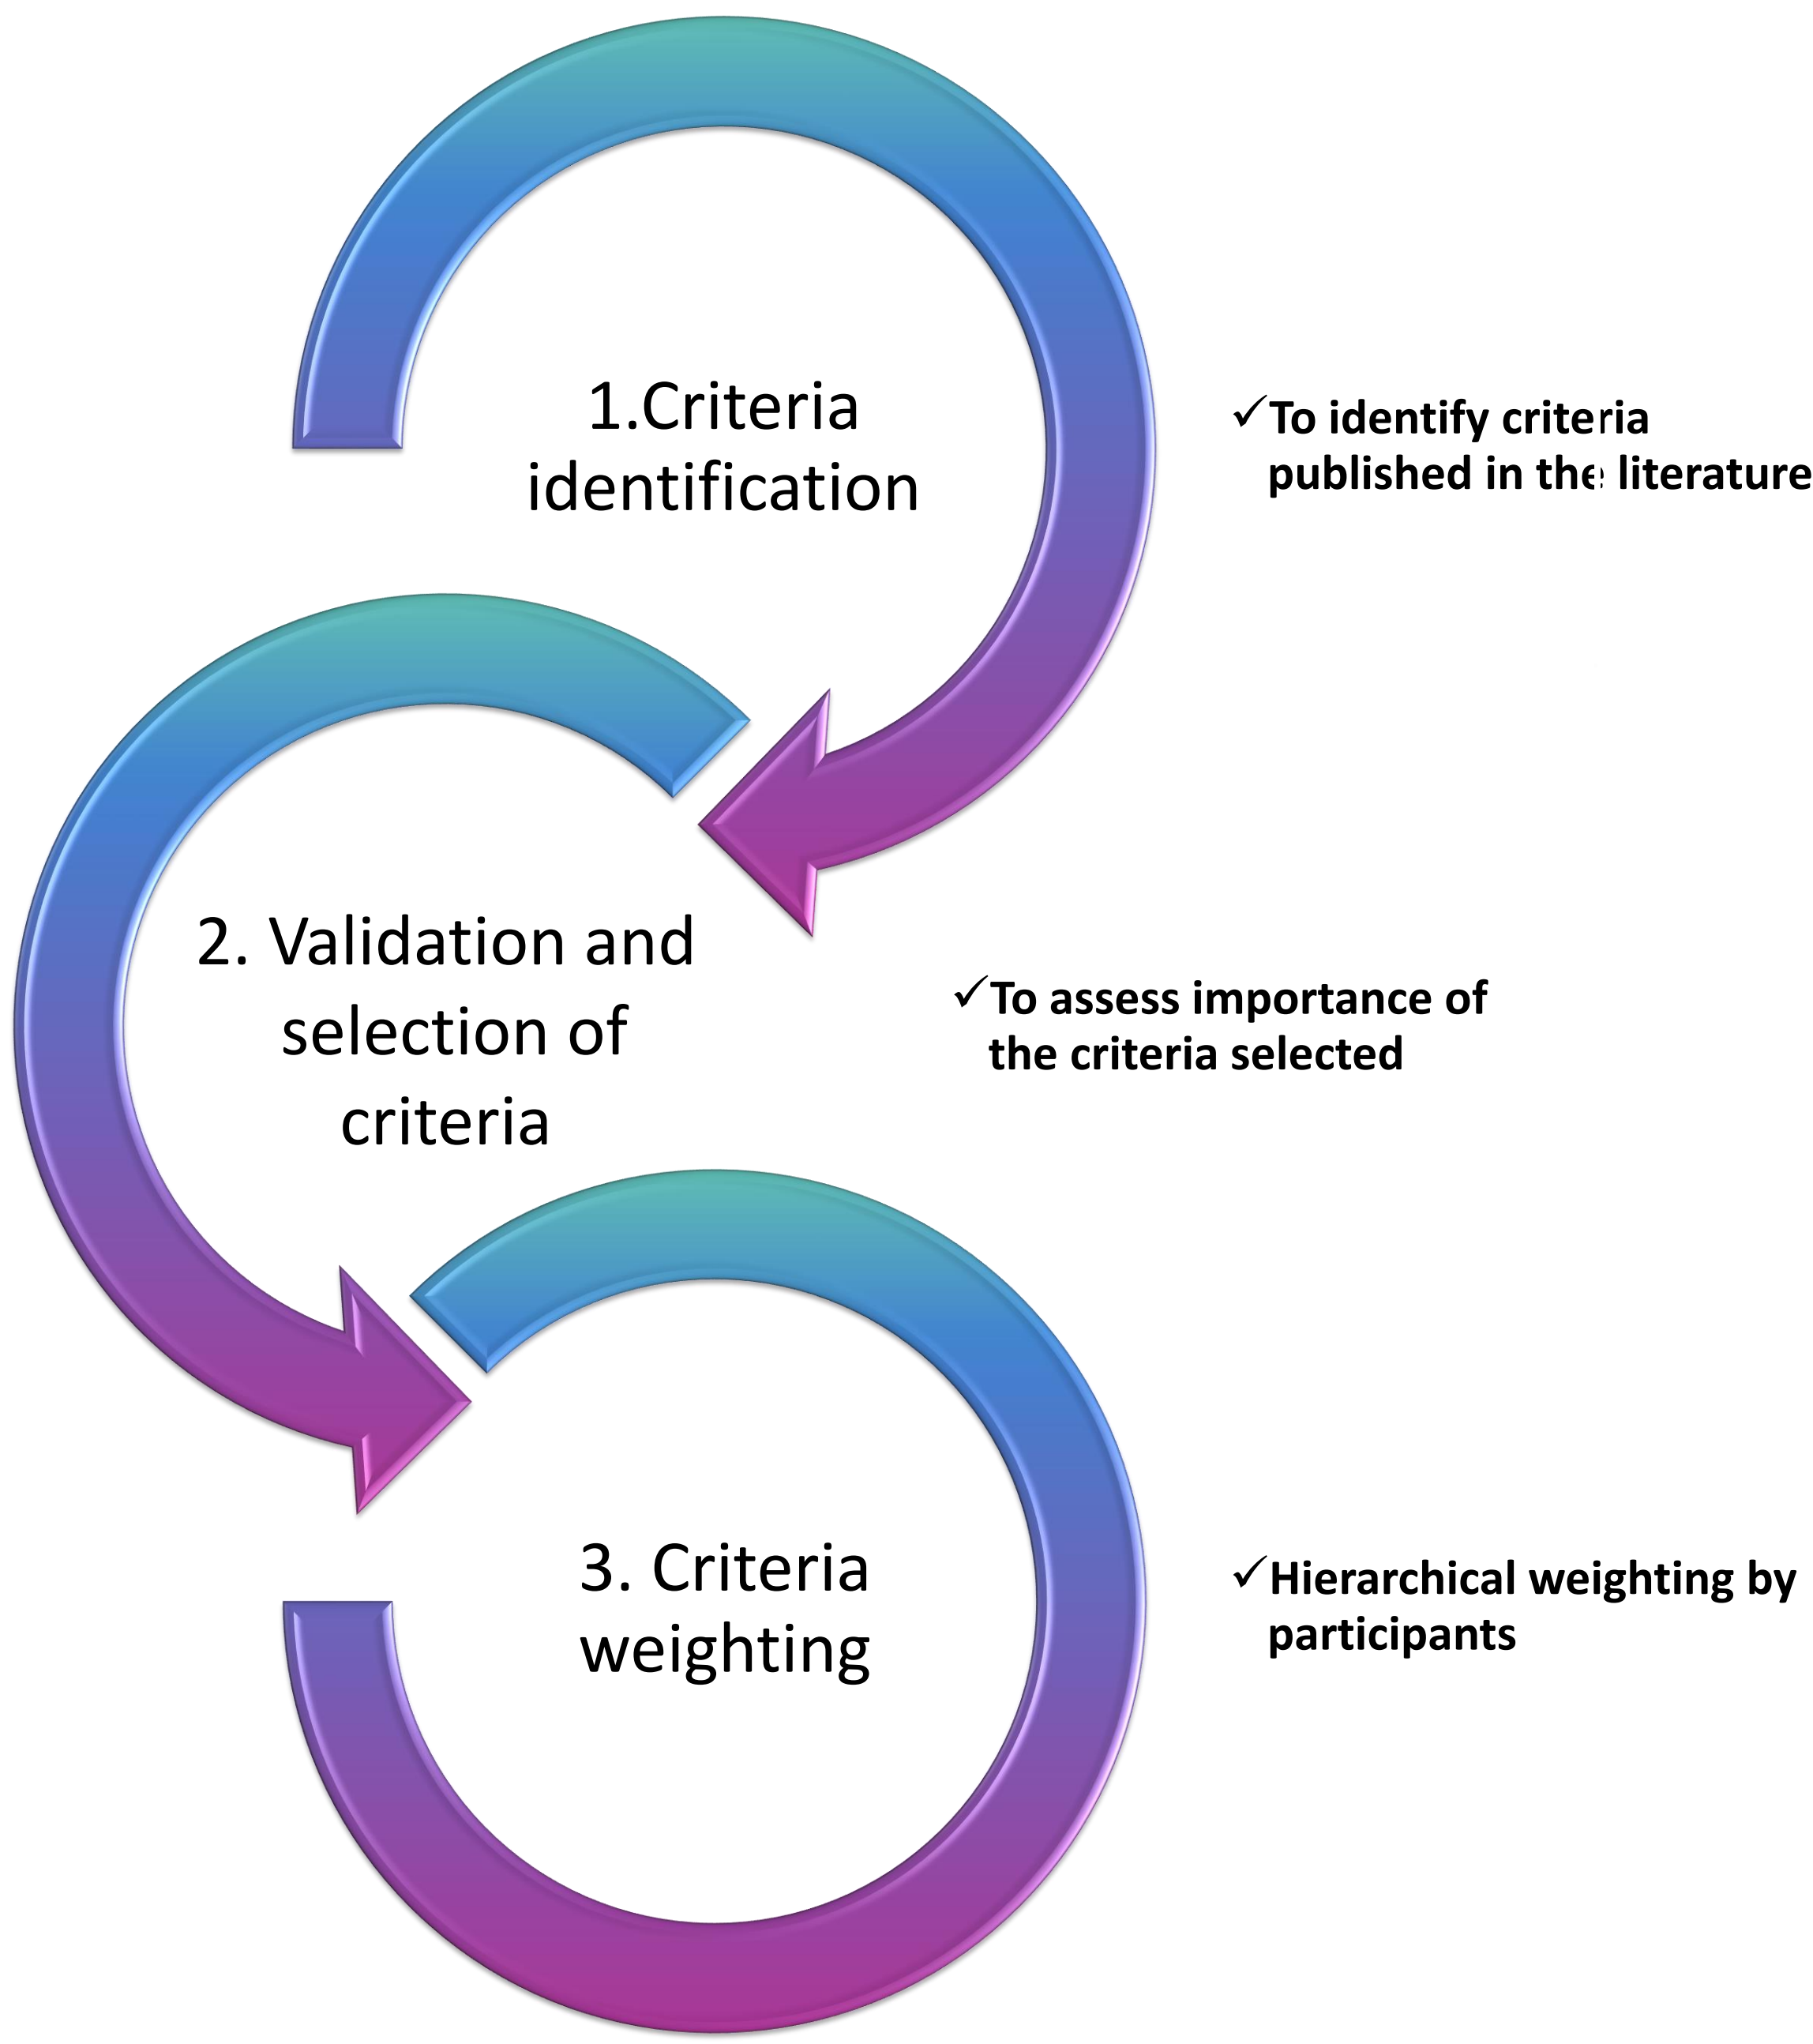 1.Criteria
identification
✓To identify criteria
published in the literature
2. Validation and
selection of
criteria
✓To assess importance of
the criteria selected
3. Criteria
weighting
✓Hierarchical weighting by
participants